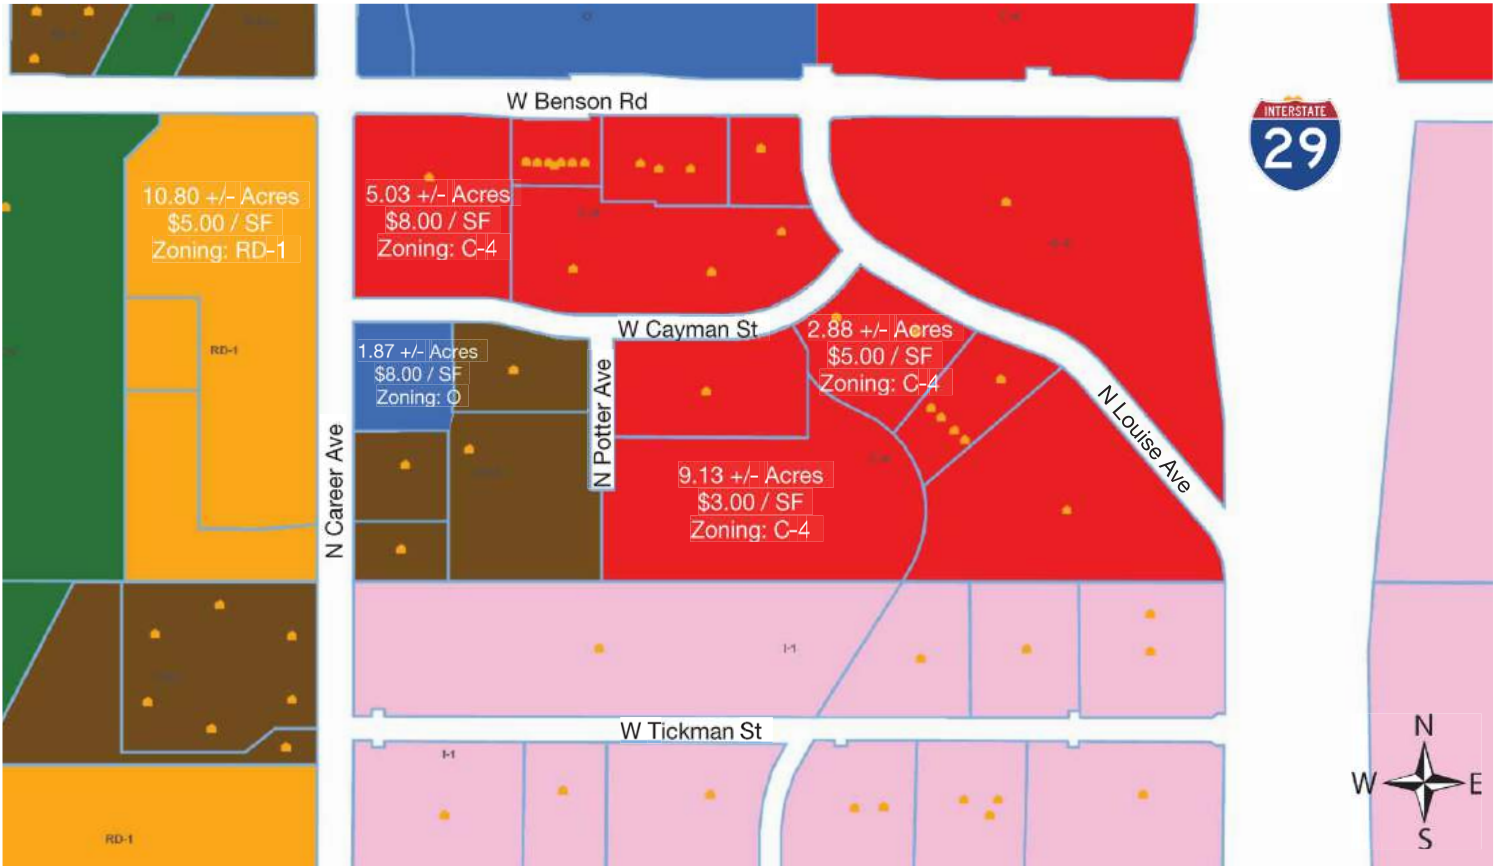 O
W Benson Rd
INTERSTATE
29
10.80 +/- Acres
$5.00 / SF
Zoning: RD-1
5.03 +/- Acres
$8.00 / SF
Zoning: C-4
W Cayman St
2.88 +/- Acres
$5.00 / SF
Zoning: C-4
RD-1
1.87 +/- Acres
$8.00 / SF
Zoning: O
N Potter Ave
N Louise Ave
N Career Ave
9.13 +/- Acres
$3.00 / SF
Zoning: C-4
I-1
W Tickman St
I-1
RD-1
N
W
E
S